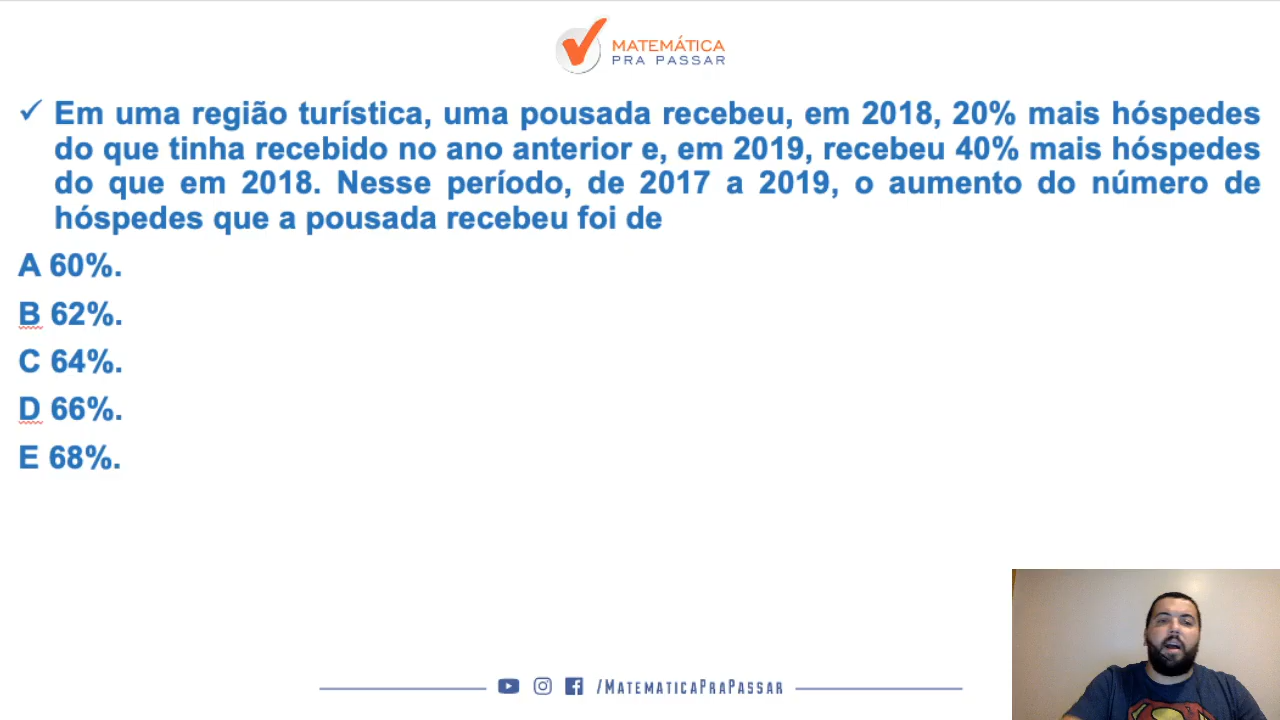 MATEMÁTICA
PRA PASSAR
✓ Em uma região turística, uma pousada recebeu, em 2018, 20% mais hóspedes
do que tinha recebido no ano anterior e, em 2019, recebeu 40% mais hóspedes
do que em 2018. Nesse período, de 2017 a 2019, o aumento do número de
hóspedes que a pousada recebeu foi de
A 60%.
B 62%.
C 64%.
D 66%.
E 68%.
/MATEMATICAPRAPASSAR